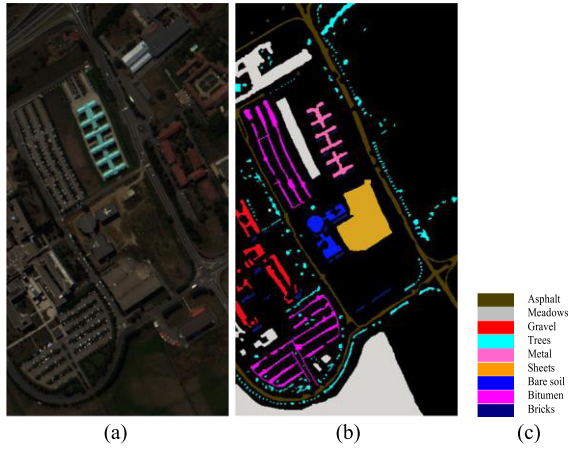 Asphalt
Meadows
Gravel
Trees
Metal
Sheets
Bare soil
Bitumen
Bricks
(a)
(b)
(c)